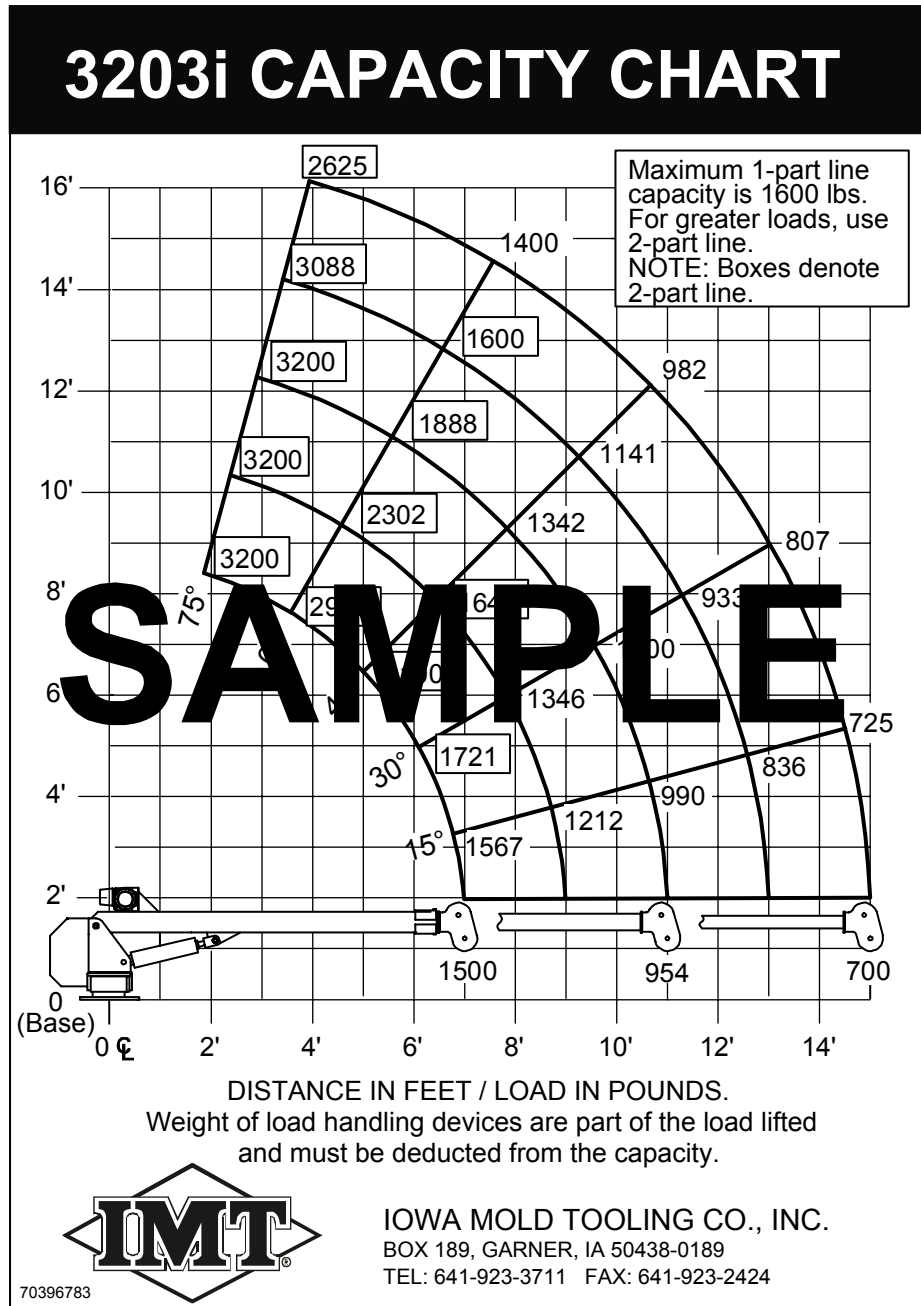 3203i CAPACITY CHART
Maximum 1-part line
capacity is 1600 lbs.
For greater loads, use
2-part line.
NOTE: Boxes denote
2-part line.
2625
16'
1400
3088
14'
1600
3200
982
12'
1888
3200
1141
10'
2302
1342
807
3200
8'
75°
SAMPLE
6'
1346
725
1721
30°
836
4'
990
1212
15°
1567
2'
1500
954
700
0
(Base)
0 ℄ 2' 4' 6' 8' 10' 12' 14'
DISTANCE IN FEET / LOAD IN POUNDS.
Weight of load handling devices are part of the load lifted
and must be deducted from the capacity.
IMT®
IOWA MOLD TOOLING CO., INC.
BOX 189, GARNER, IA 50438-0189
TEL: 641-923-3711 FAX: 641-923-2424
70396783